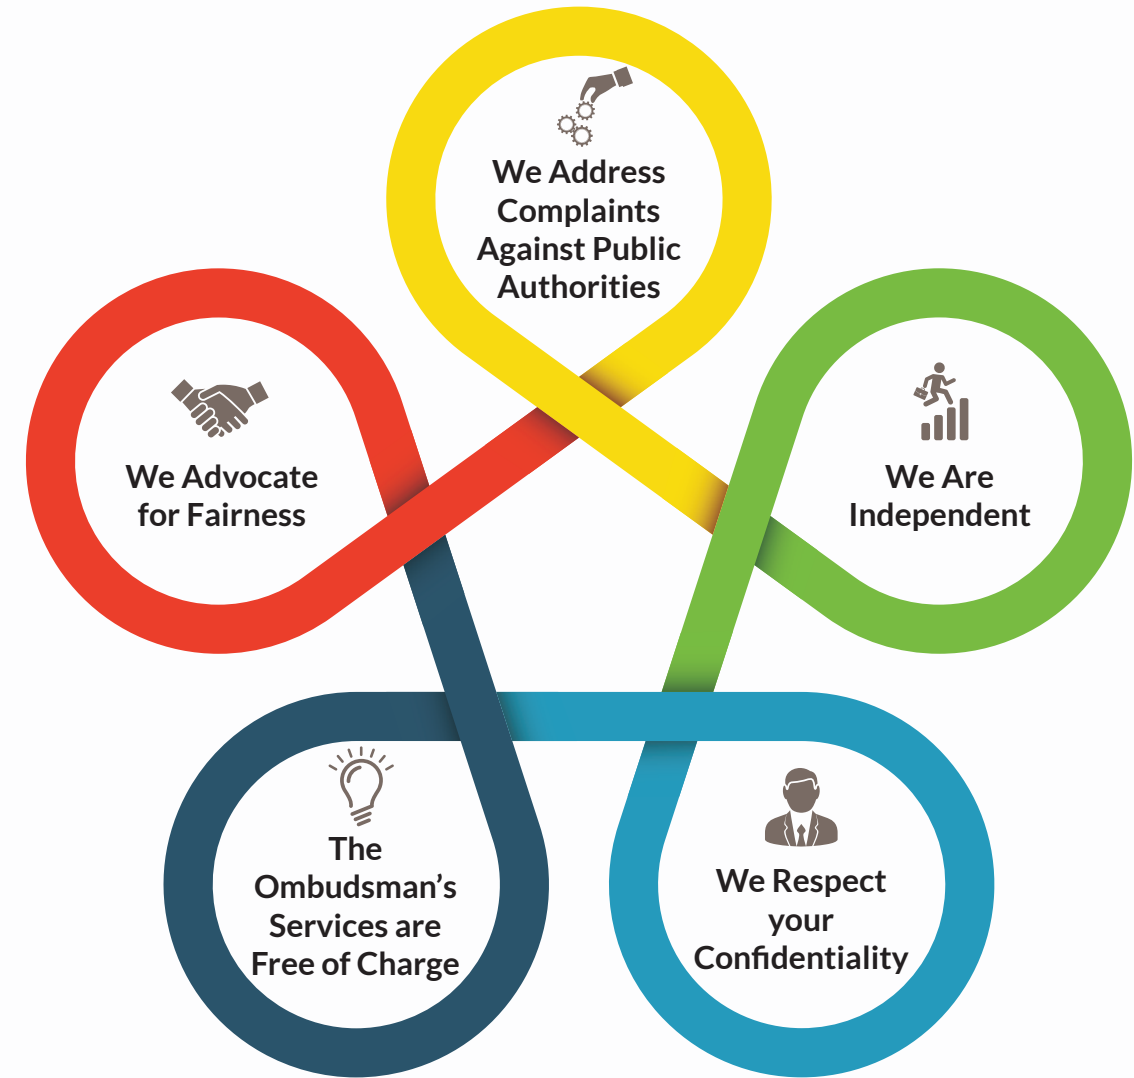 We Address
Complaints
Against Public
Authorities
We Advocate
for Fairness
We Are
Independent
The
Ombudsman’s
Services are
Free of Charge
We Respect
your
Confidentiality